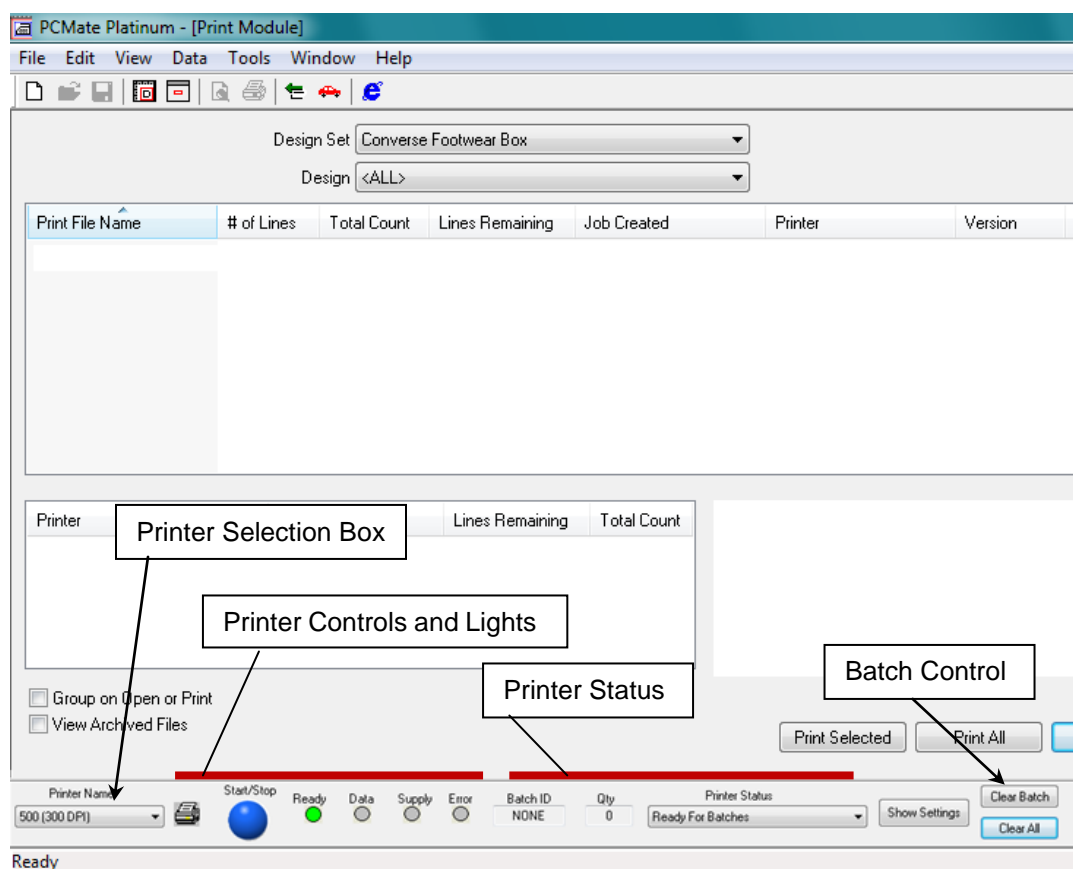 PCMate Platinum - [Print Module]
File Edit View Data Tools Window Help
Design Set Converse Footwear Box
Design <ALL>
Print File Name # of Lines Total Count Lines Remaining Job Created Printer Version
Printer Lines Remaining Total Count
Printer Selection Box
Printer Controls and Lights
Printer Status
Batch Control
Group on Open or Print
View Archived Files
Print Selected Print All
Printer Name Start/Stop Ready Data Supply Error Batch ID Qty Printer Status Show Settings Clear Batch
500 (300 DPI) NONE 0 Ready For Batches Clear All
Ready